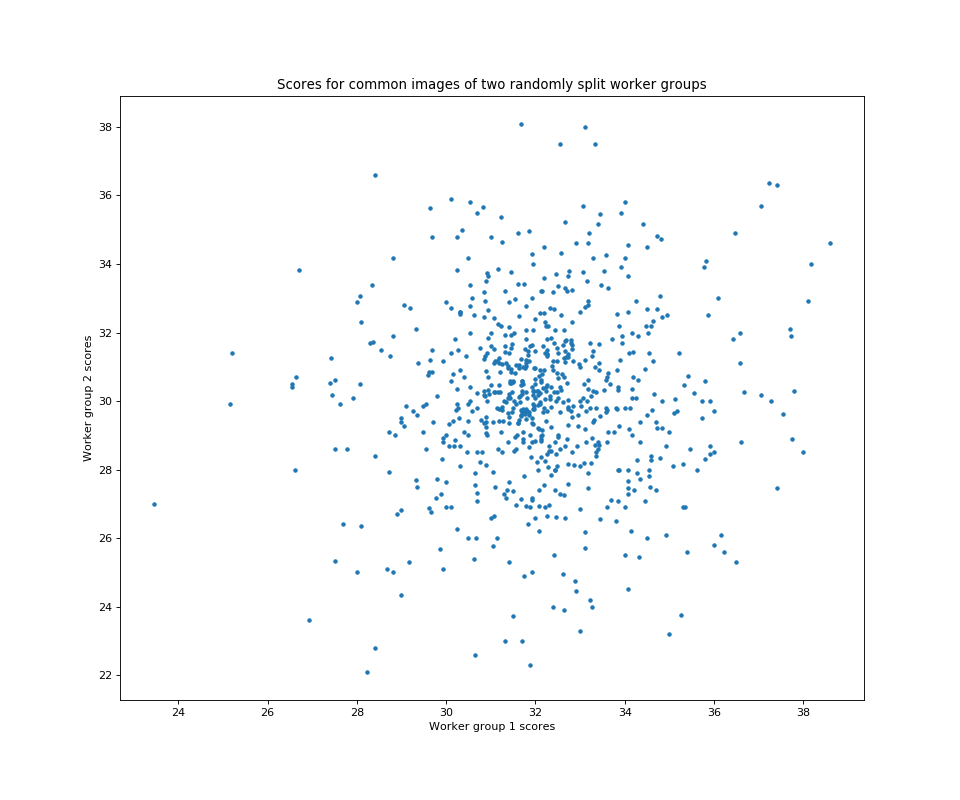 Scores for common images of two randomly split worker groups
38
36
34
32
30
28
26
24
22
Worker group 2 scores
24 26 28 30 32 34 36 38
Worker group 1 scores